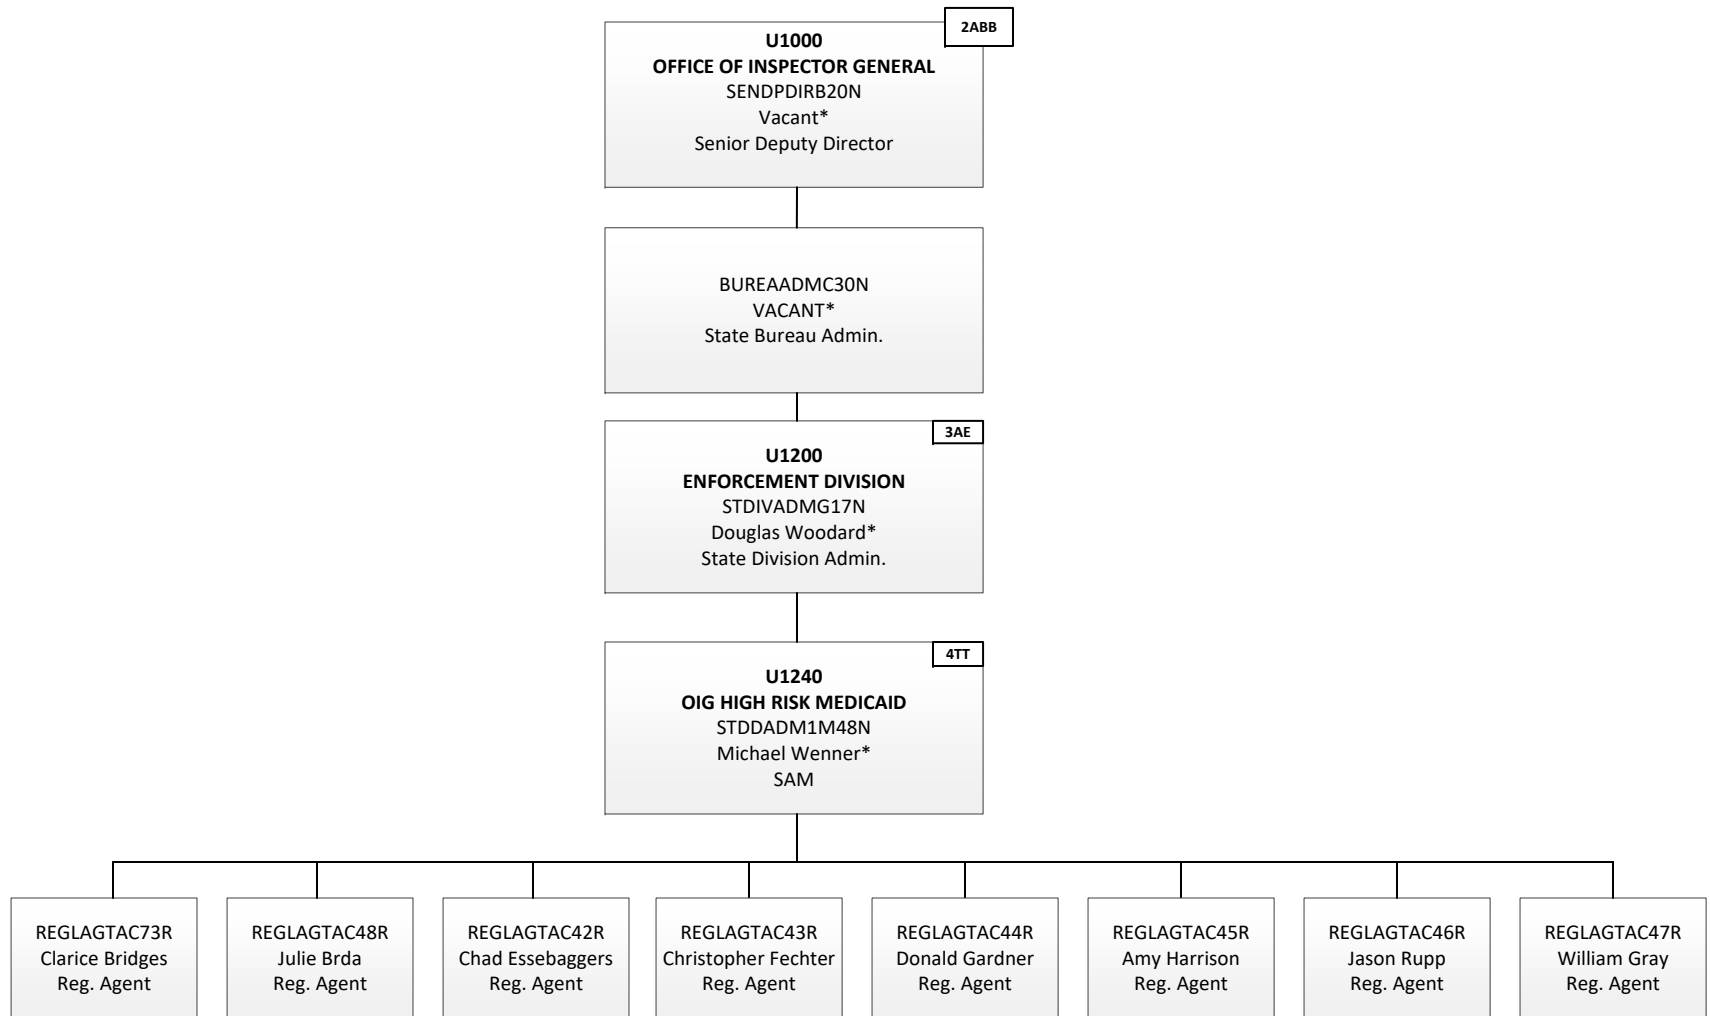 2ABB
U1000
OFFICE OF INSPECTOR GENERAL
SENDPDIRB20N
Vacant*
Senior Deputy Director
BUREAADMC30N
VACANT*
State Bureau Admin.
3AE
U1200
ENFORCEMENT DIVISION
STDIVADMG17N
Douglas Woodard*
State Division Admin.
4TT
U1240
OIG HIGH RISK MEDICAID
STDDADM1M48N
Michael Wenner*
SAM
REGLAGTAC73R
Clarice Bridges
Reg. Agent
REGLAGTAC48R
Julie Brda
Reg. Agent
REGLAGTAC42R
Chad Essebaggers
Reg. Agent
REGLAGTAC43R
Christopher Fechter
Reg. Agent
REGLAGTAC44R
Donald Gardner
Reg. Agent
REGLAGTAC45R
Amy Harrison
Reg. Agent
REGLAGTAC46R
Jason Rupp
Reg. Agent
REGLAGTAC47R
William Gray
Reg. Agent